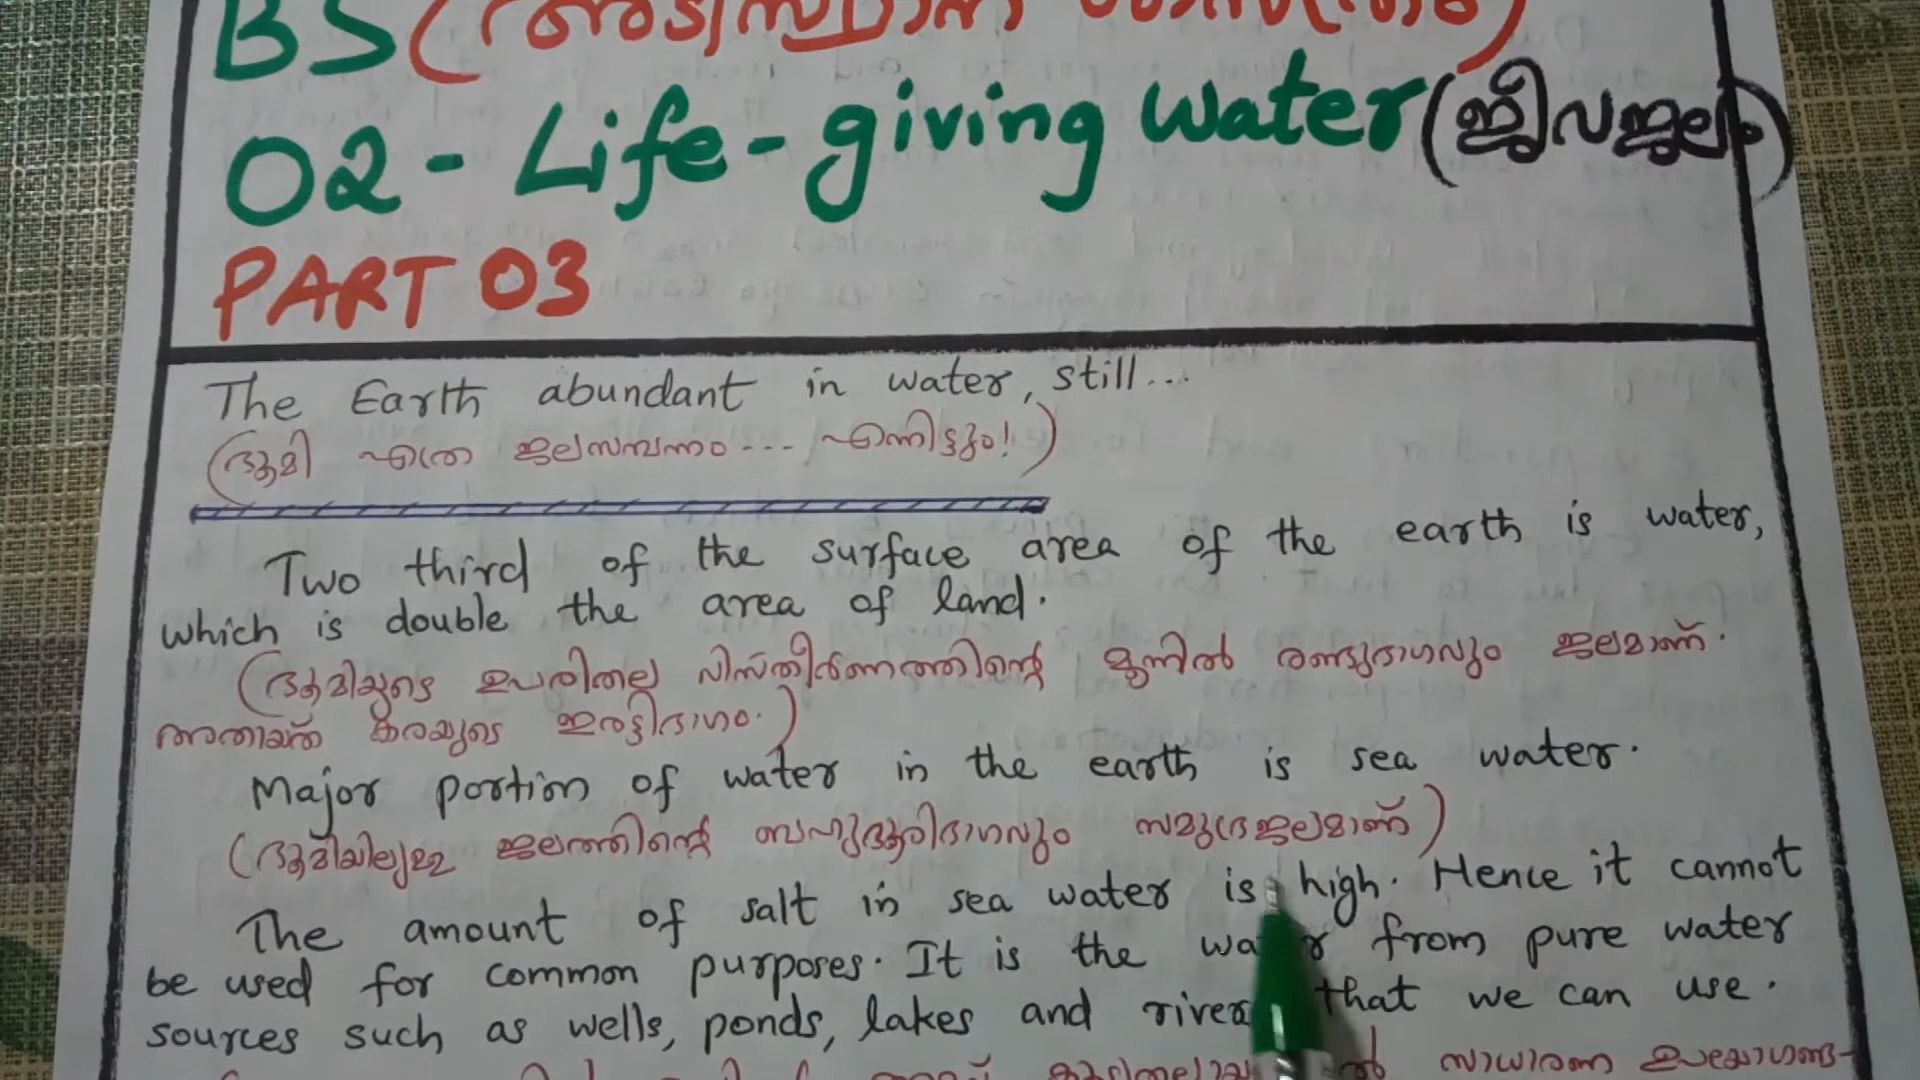 BS (അടിസ്ഥാന ശാസ്ത്രം)
02 - Life - giving water (ജീവജലം)
PART 03
The Earth abundant in water, still...
(ഭൂമി എത്ര ജലസമ്പന്നം --- എന്നിട്ടും!)
Two third of the surface area of the earth is water,
which is double the area of land.
(ഭൂമിയുടെ ഉപരിതല വിസ്തീർണത്തിന്റെ മൂന്നിൽ രണ്ടുഭാഗവും ജലമാണ്.
അതായത് കരയുടെ ഇരട്ടിഭാഗം.)
Major portion of water in the earth is sea water.
(ഭൂമിയിലുള്ള ജലത്തിന്റെ ബഹുഭൂരിഭാഗവും സമുദ്രജലമാണ്)
The amount of salt in sea water is high. Hence it cannot
be used for common purposes. It is the water from pure water
sources such as wells, ponds, lakes and river that we can use.
സാധാരണ